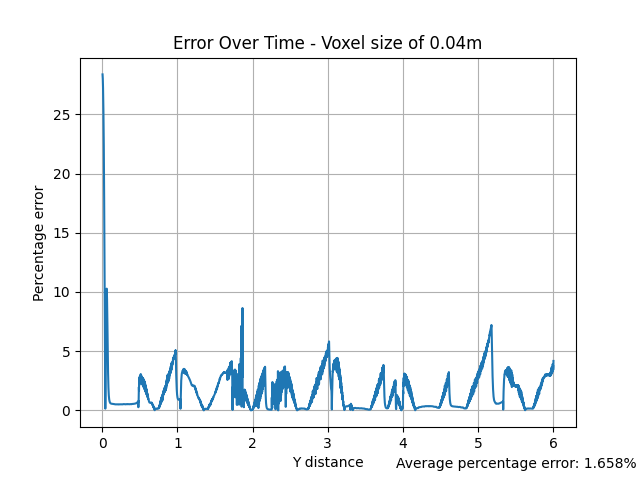 Error Over Time - Voxel size of 0.04m
Percentage error
25
20
15
10
5
0
0 1 2 3 4 5 6
Y distance
Average percentage error: 1.658%